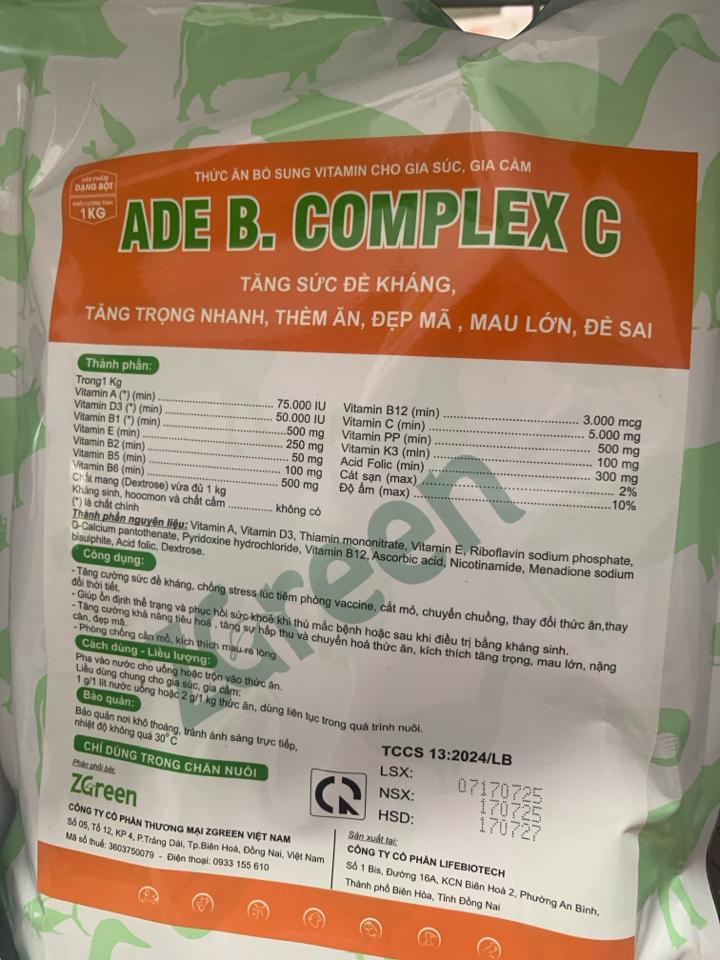 SẢN PHẨM
DẠNG BỘT
KHỐI LƯỢNG TỊNH
1KG
THỨC ĂN BỔ SUNG VITAMIN CHO GIA SÚC, GIA CẦM
ADE B. COMPLEX C
TĂNG SỨC ĐỀ KHÁNG,
TĂNG TRỌNG NHANH, THÈM ĂN, ĐẸP MÃ , MAU LỚN, ĐẺ SAI
Thành phần:
Trong1 Kg
Vitamin A (*) (min) ........ 75.000 IU
Vitamin D3 (*) (min) ........ 50.000 IU
Vitamin B1 (*) (min) ........ 500 mg
Vitamin E (min) ........ 250 mg
Vitamin B2 (min) ........ 50 mg
Vitamin B5 (min) ........ 100 mg
Vitamin B6 (min) ........ 500 mg
Chất mang (Dextrose) vừa đủ 1 kg
Kháng sinh, hoocmon và chất cấm ........ không có
(*) là chất chính
Vitamin B12 (min) ........ 3.000 mcg
Vitamin C (min) ........ 5.000 mg
Vitamin PP (min) ........ 500 mg
Vitamin K3 (min) ........ 100 mg
Acid Folic (min) ........ 300 mg
Cát sạn (max) ........ 2%
Độ ẩm (max) ........ 10%
Thành phần nguyên liệu: Vitamin A, Vitamin D3, Thiamin mononitrate, Vitamin E, Riboflavin sodium phosphate,
D-Calcium pantothenate, Pyridoxine hydrochloride, Vitamin B12, Ascorbic acid, Nicotinamide, Menadione sodium
bisulphite, Acid folic, Dextrose.
Công dụng:
- Tăng cường sức đề kháng, chống stress lúc tiêm phòng vaccine, cắt mỏ, chuyển chuồng, thay đổi thức ăn,thay
đổi thời tiết.
- Giúp ổn định thể trạng và phục hồi sức khoẻ khi thú mắc bệnh hoặc sau khi điều trị bằng kháng sinh.
- Tăng cường khả năng tiêu hoá , tăng sự hấp thu và chuyển hoá thức ăn, kích thích tăng trọng, mau lớn, nặng
cân, đẹp mã.
- Phòng chống cắn mổ, kích thích mau ra lông
Cách dùng - Liều lượng:
Pha vào nước cho uống hoặc trộn vào thức ăn.
Liều dùng chung cho gia súc, gia cầm:
1 g/1 lít nước uống hoặc 2 g/1 kg thức ăn, dùng liên tục trong quá trình nuôi.
Bảo quản:
Bảo quản nơi khô thoáng, tránh ánh sáng trực tiếp,
nhiệt độ không quá 30°C
CHỈ DÙNG TRONG CHĂN NUÔI
ZGreen
TCCS 13:2024/LB
LSX: 07170725
NSX: 170725
HSD: 170727
Phân phối bởi:
ZGreen
CÔNG TY CỔ PHẦN THƯƠNG MẠI ZGREEN VIỆT NAM
Số 05, Tổ 12, KP 4, P.Trảng Dài, Tp.Biên Hoà, Đồng Nai, Việt Nam
Mã số thuế: 3603750079 - Điện thoại: 0933 155 610
Sản xuất tại:
CÔNG TY CỔ PHẦN LIFEBIOTECH
Số 1 Bis, Đường 16A, KCN Biên Hoà 2, Phường An Bình,
Thành phố Biên Hòa, Tỉnh Đồng Nai